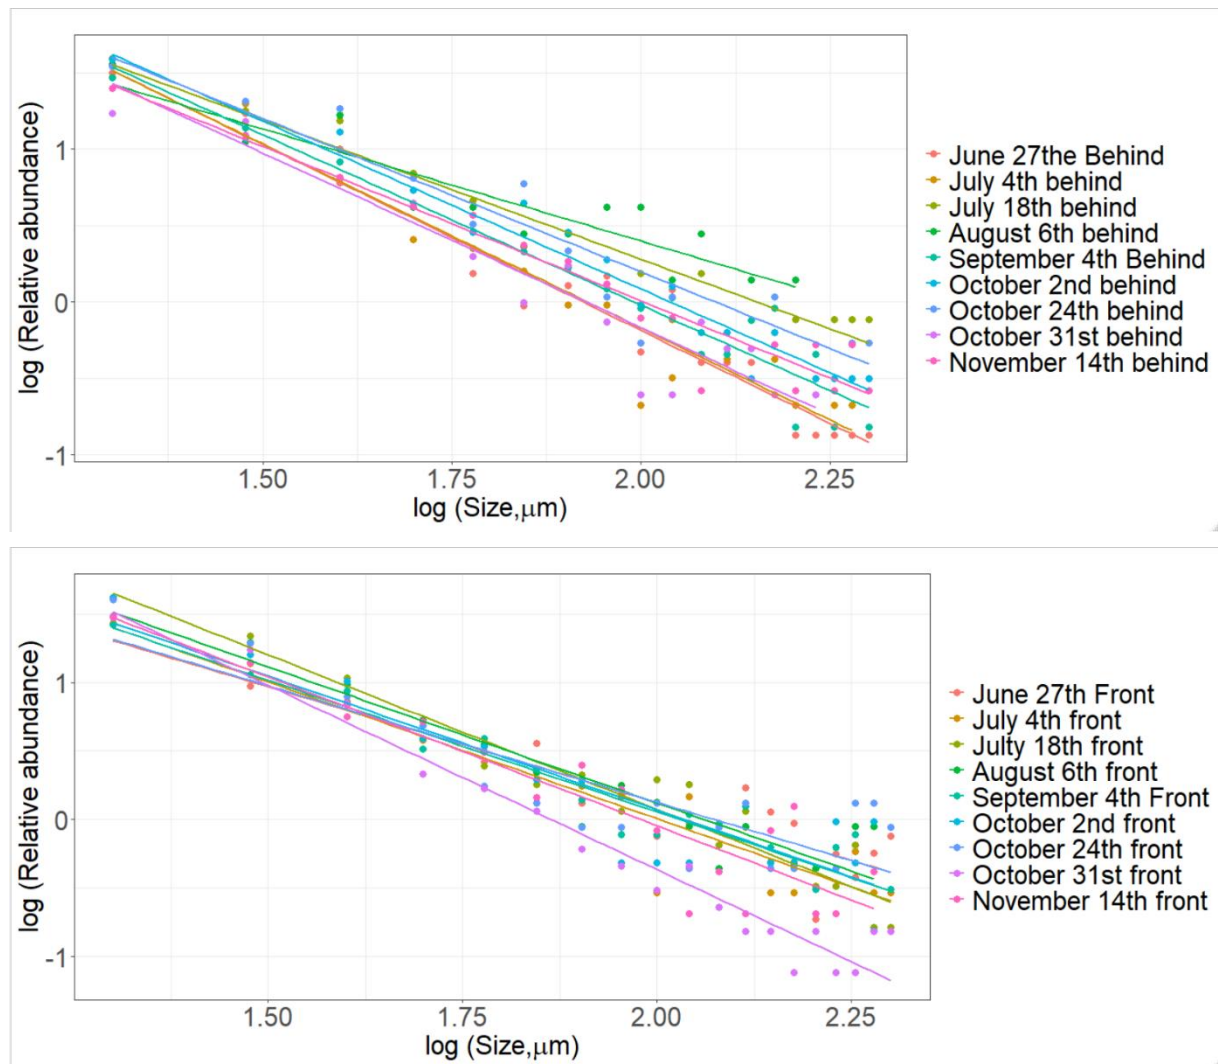 log (Relative abundance)
1
0
-1
1.50
1.75
2.00
2.25
log (Size,μm)
June 27the Behind
July 4th behind
July 18th behind
August 6th behind
September 4th Behind
October 2nd behind
October 24th behind
October 31st behind
November 14th behind
log (Relative abundance)
1
0
-1
1.50
1.75
2.00
2.25
log (Size,μm)
June 27th Front
July 4th front
Julty 18th front
August 6th front
September 4th Front
October 2nd front
October 24th front
October 31st front
November 14th front